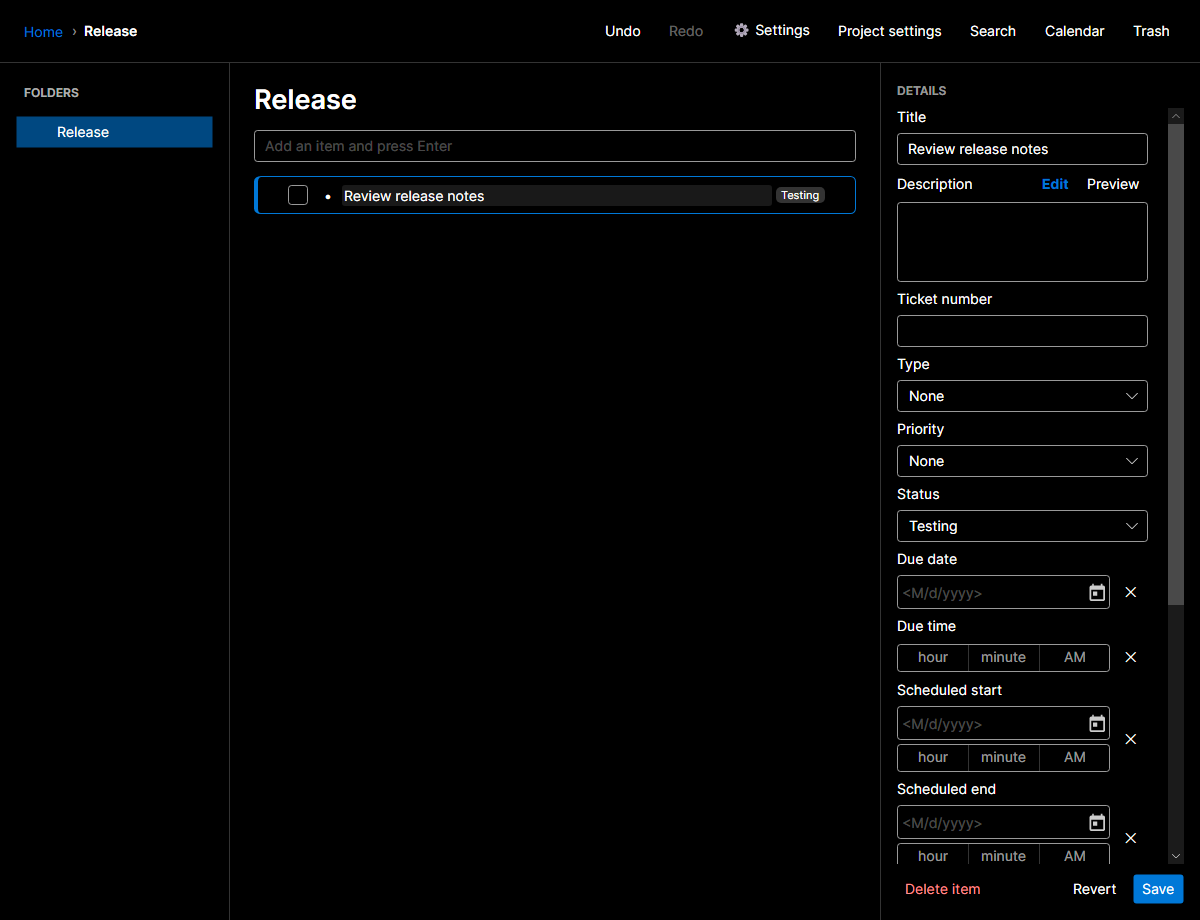 Home › Release
Undo Redo Settings Project settings Search Calendar Trash
FOLDERS
Release
Release
Add an item and press Enter
• Review release notes Testing
DETAILS
Title
Review release notes
Description Edit Preview
Ticket number
Type
None
Priority
None
Status
Testing
Due date
<M/d/yyyy>
Due time
hour minute AM
Scheduled start
<M/d/yyyy>
hour minute AM
Scheduled end
<M/d/yyyy>
hour minute AM
Delete item Revert Save